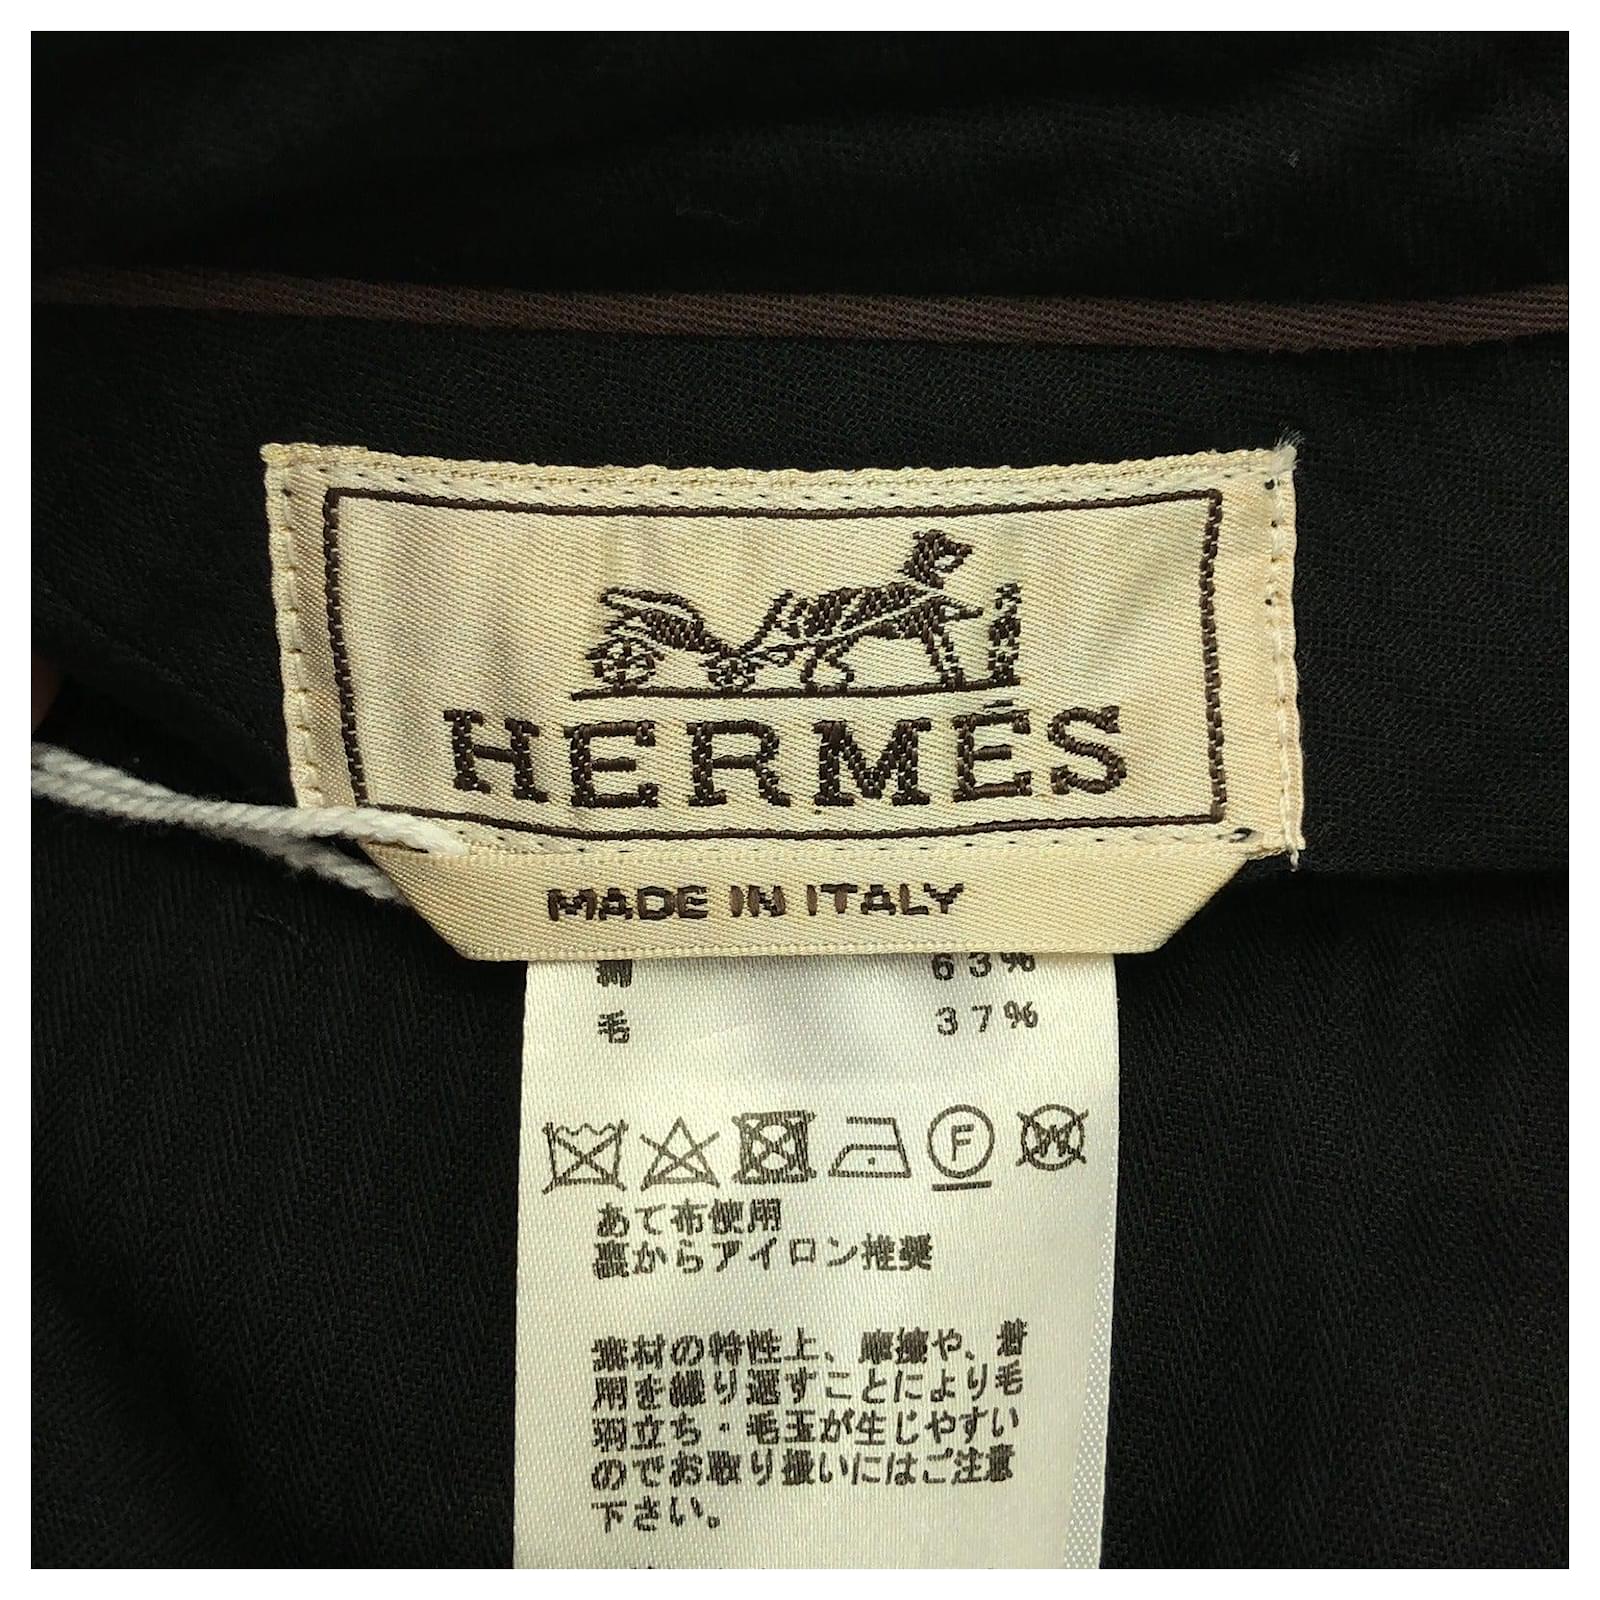 HERMÈS
MADE IN ITALY
綿 63%
毛 37%
F
W
あて布使用
裏からアイロン推奨
素材の特性上、摩擦や、着
用を繰り返すことにより毛
羽立ち・毛玉が生じやすい
のでお取り扱いにはご注意
下さい。